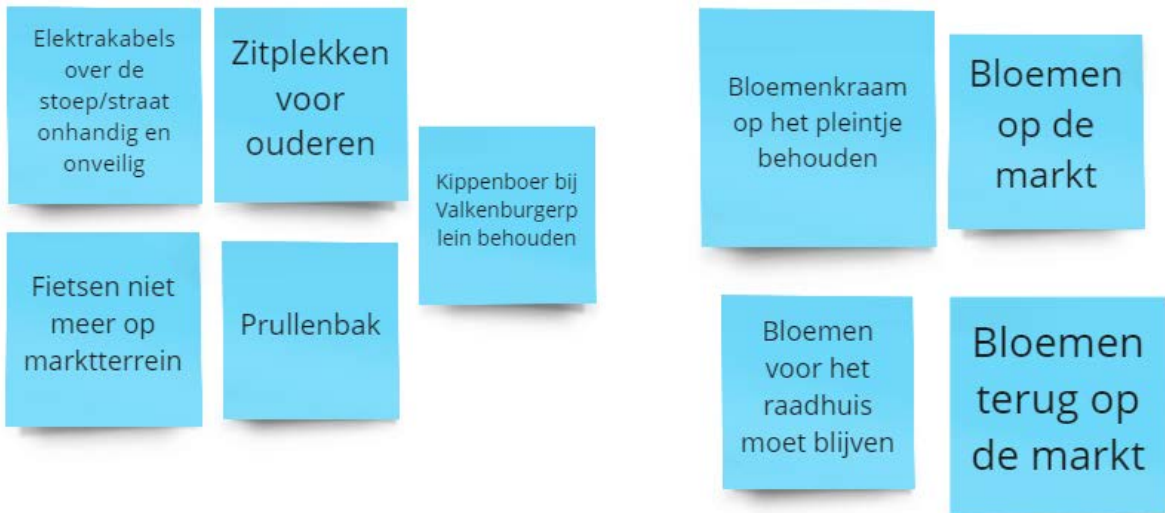 Elektrakabels
over de
stoep/straat
onhandig en
onveilig
Zitplekken
voor
ouderen
Kippenboer bij
Valkenburgerp
lein behouden
Fietsen niet
meer op
marktterrein
Prullenbak
Bloemenkraam
op het pleintje
behouden
Bloemen
op de
markt
Bloemen
voor het
raadhuis
moet blijven
Bloemen
terug op
de markt